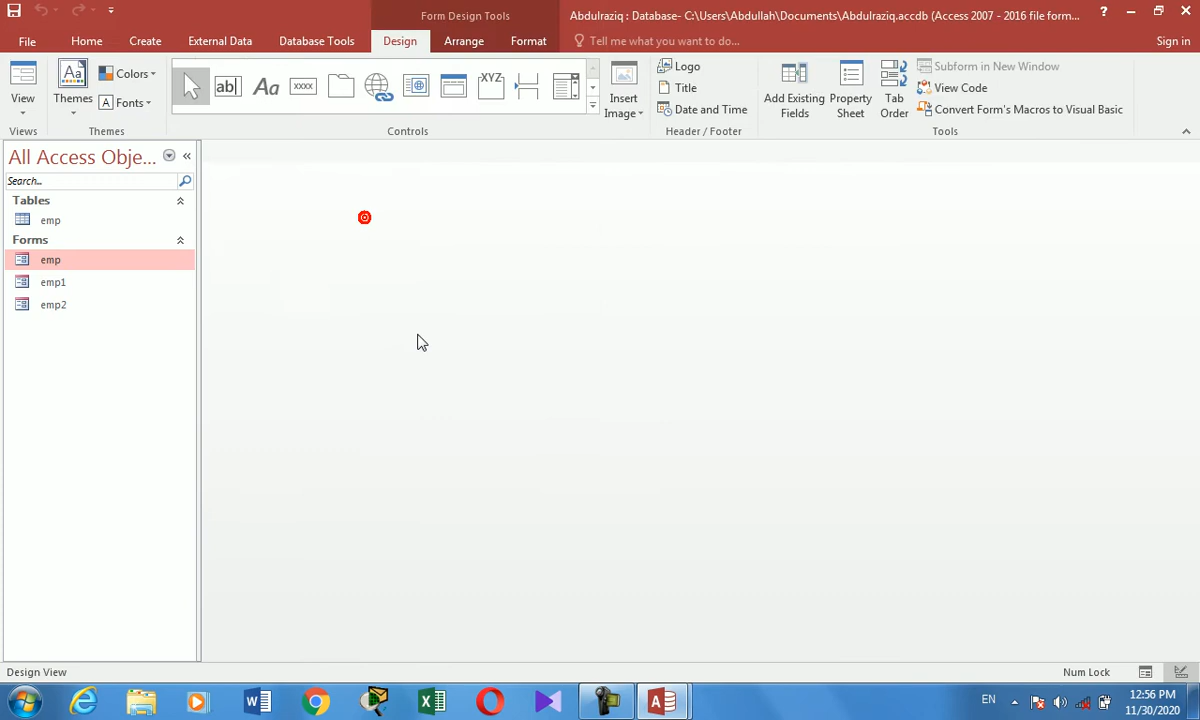 Form Design Tools
Abdulraziq : Database- C:\Users\Abdullah\Documents\Abdulraziq.accdb (Access 2007 - 2016 file form...
?
File
Home
Create
External Data
Database Tools
Design
Arrange
Format
Tell me what you want to do...
Sign in
View
Views
Aa
Themes
Colors
A Fonts
Themes
ab|
Aa
xxxx
XYZ
Controls
Insert
Image
Logo
Title
Date and Time
Header / Footer
Add Existing
Fields
Property
Sheet
Tab
Order
Subform in New Window
View Code
Convert Form's Macros to Visual Basic
Tools
All Access Obje...
Search...
Tables
emp
Forms
emp
emp1
emp2
Design View
Num Lock
EN
12:56 PM
11/30/2020